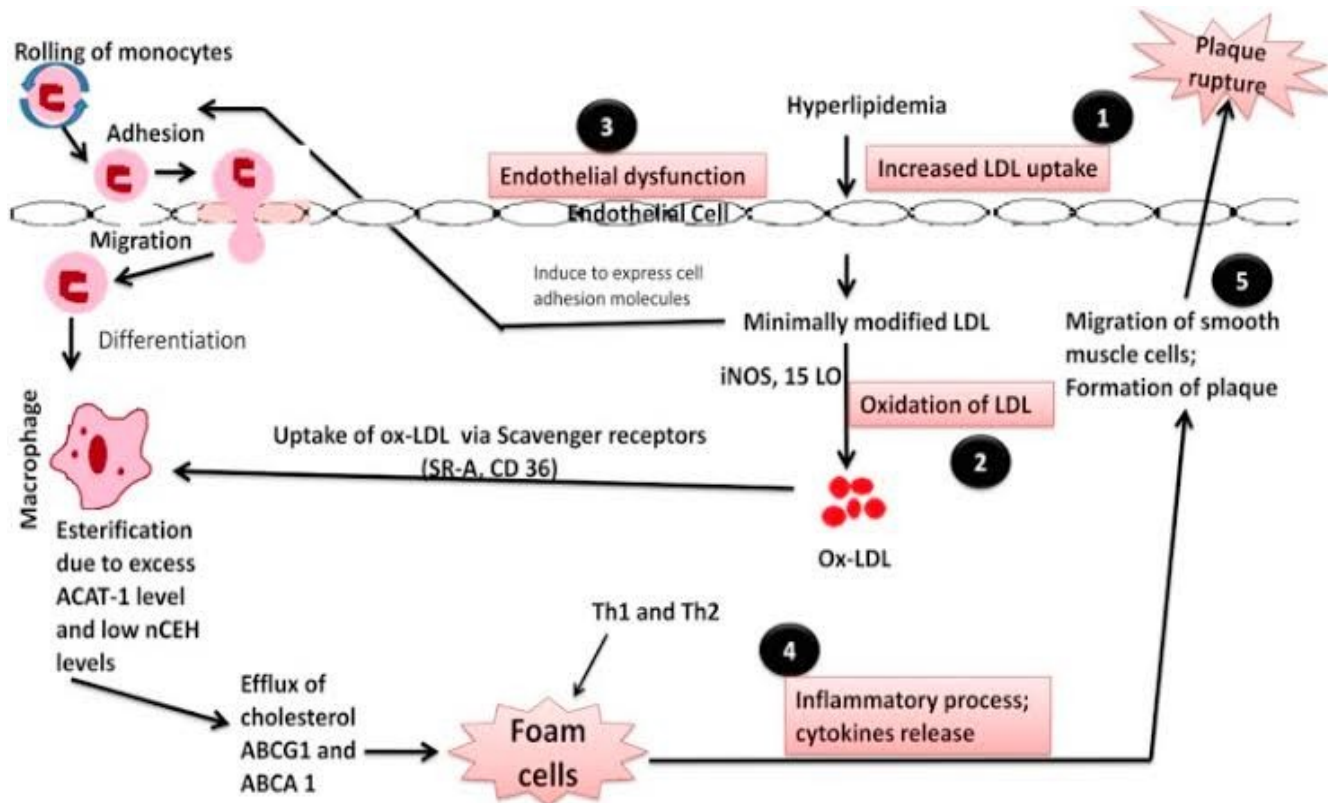 Rolling of monocytes
Adhesion
Migration
Differentiation
Macrophage
Esterification
due to excess
ACAT-1 level
and low nCEH
levels
Efflux of
cholesterol
ABCG1 and
ABCA 1
Foam
cells
Th1 and Th2
3
Endothelial dysfunction
Endothelial Cell
Induce to express cell
adhesion molecules
Hyperlipidemia
1
Increased LDL uptake
Minimally modified LDL
iNOS, 15 LO
Oxidation of LDL
2
Uptake of ox-LDL via Scavenger receptors
(SR-A, CD 36)
Ox-LDL
4
Inflammatory process;
cytokines release
5
Migration of smooth
muscle cells;
Formation of plaque
Plaque
rupture